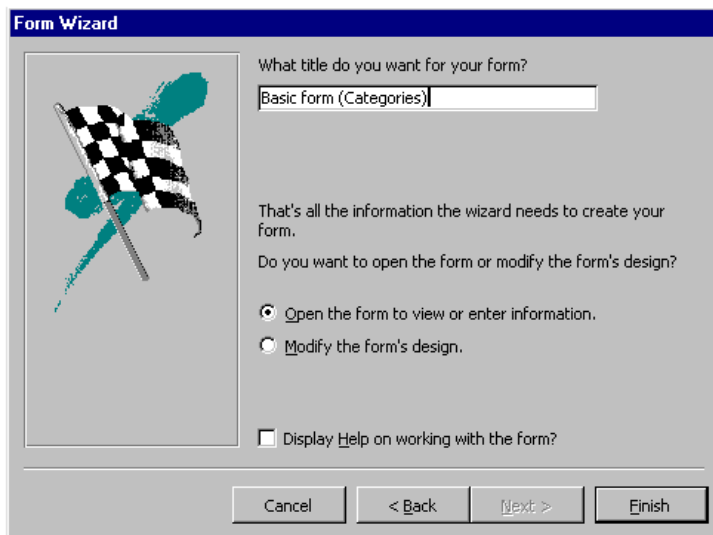 Form Wizard
What title do you want for your form?
Basic form (Categories)
That's all the information the wizard needs to create your
form.
Do you want to open the form or modify the form's design?
Open the form to view or enter information.
Modify the form's design.
Display Help on working with the form?
Cancel
< Back
Next >
Finish